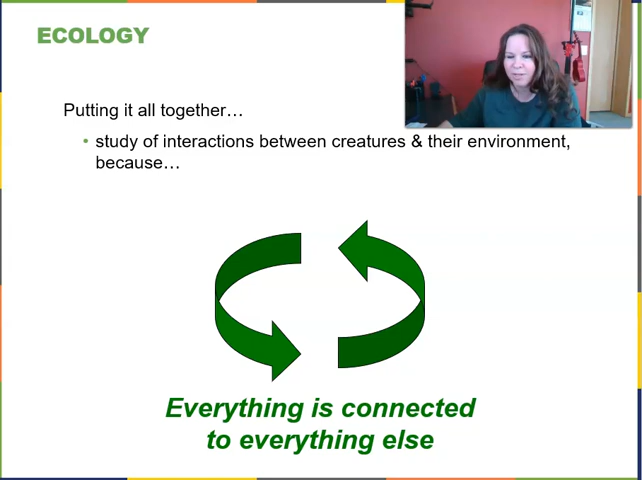 ECOLOGY
Putting it all together…
• study of interactions between creatures & their environment,
because…
Everything is connected
to everything else